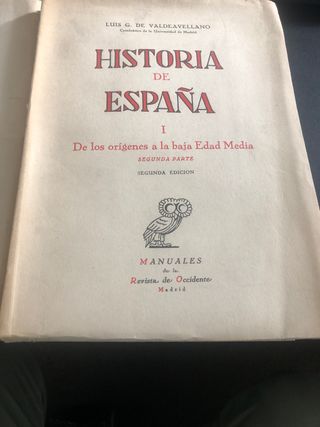 LUIS G. DE VALDEAVELLANO
Catedrático de la Universidad de Madrid
HISTORIA
DE
ESPAÑA
I
De los orígenes a la baja Edad Media
SEGUNDA PARTE
SEGUNDA EDICION
MANUALES
de la
Revista de Occidente
Madrid